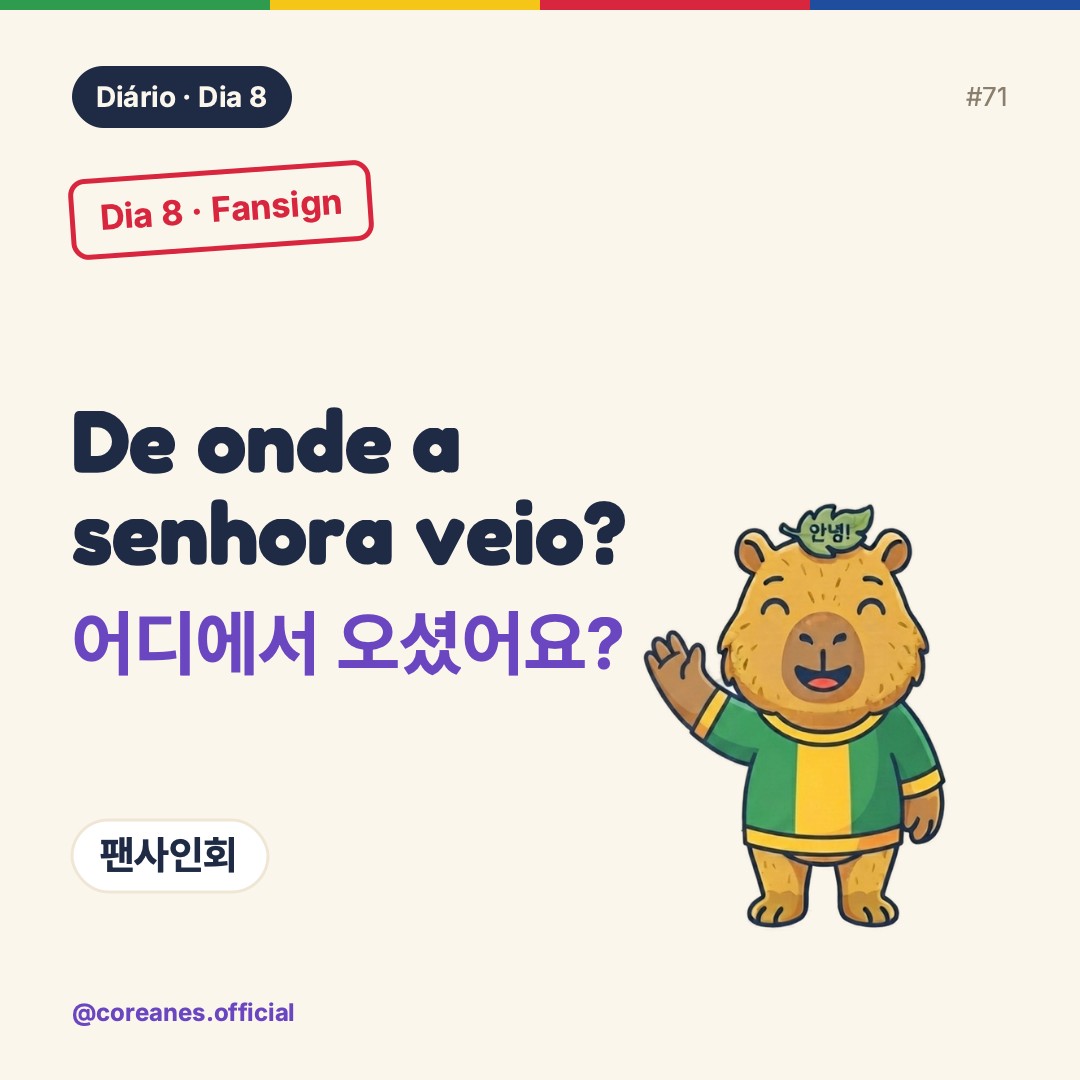 Diário · Dia 8
#71
Dia 8 · Fansign
De onde a
senhora veio?
안녕!
어디에서 오셨어요?
팬사인회
@coreanes.official